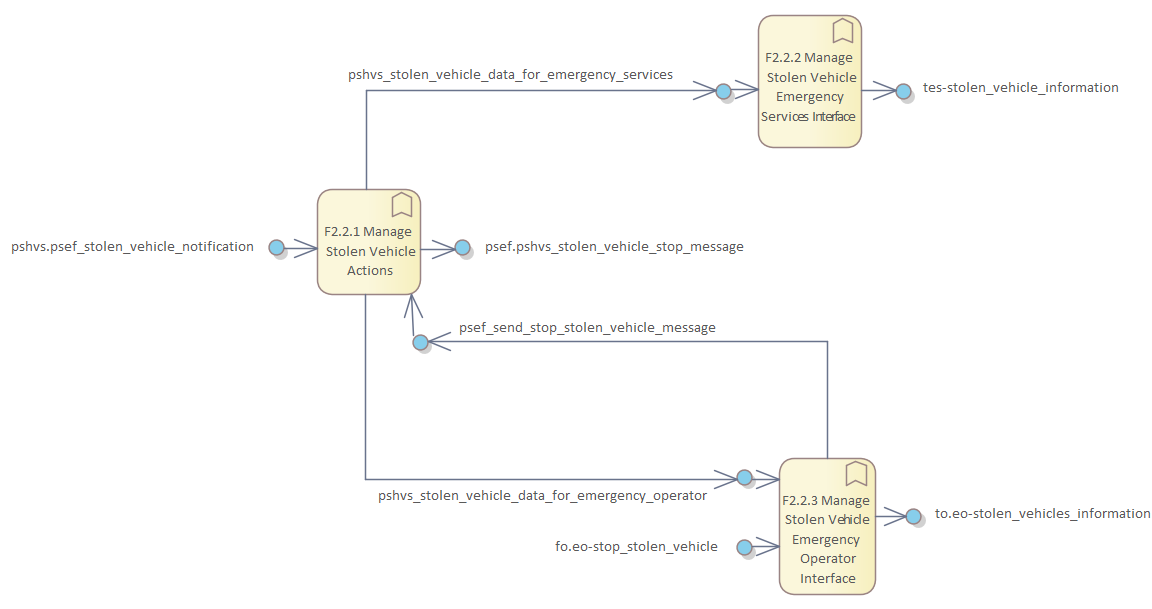 pshvs_stolen_vehicle_data_for_emergency_services
F2.2.2 Manage
Stolen Vehicle
Emergency
Services Interface
tes-stolen_vehicle_information
pshvs.psef_stolen_vehicle_notification
F2.2.1 Manage
Stolen Vehicle
Actions
psef.pshvs_stolen_vehicle_stop_message
psef_send_stop_stolen_vehicle_message
pshvs_stolen_vehicle_data_for_emergency_operator
fo.eo-stop_stolen_vehicle
F2.2.3 Manage
Stolen Vehicle
Emergency
Operator
Interface
to.eo-stolen_vehicles_information